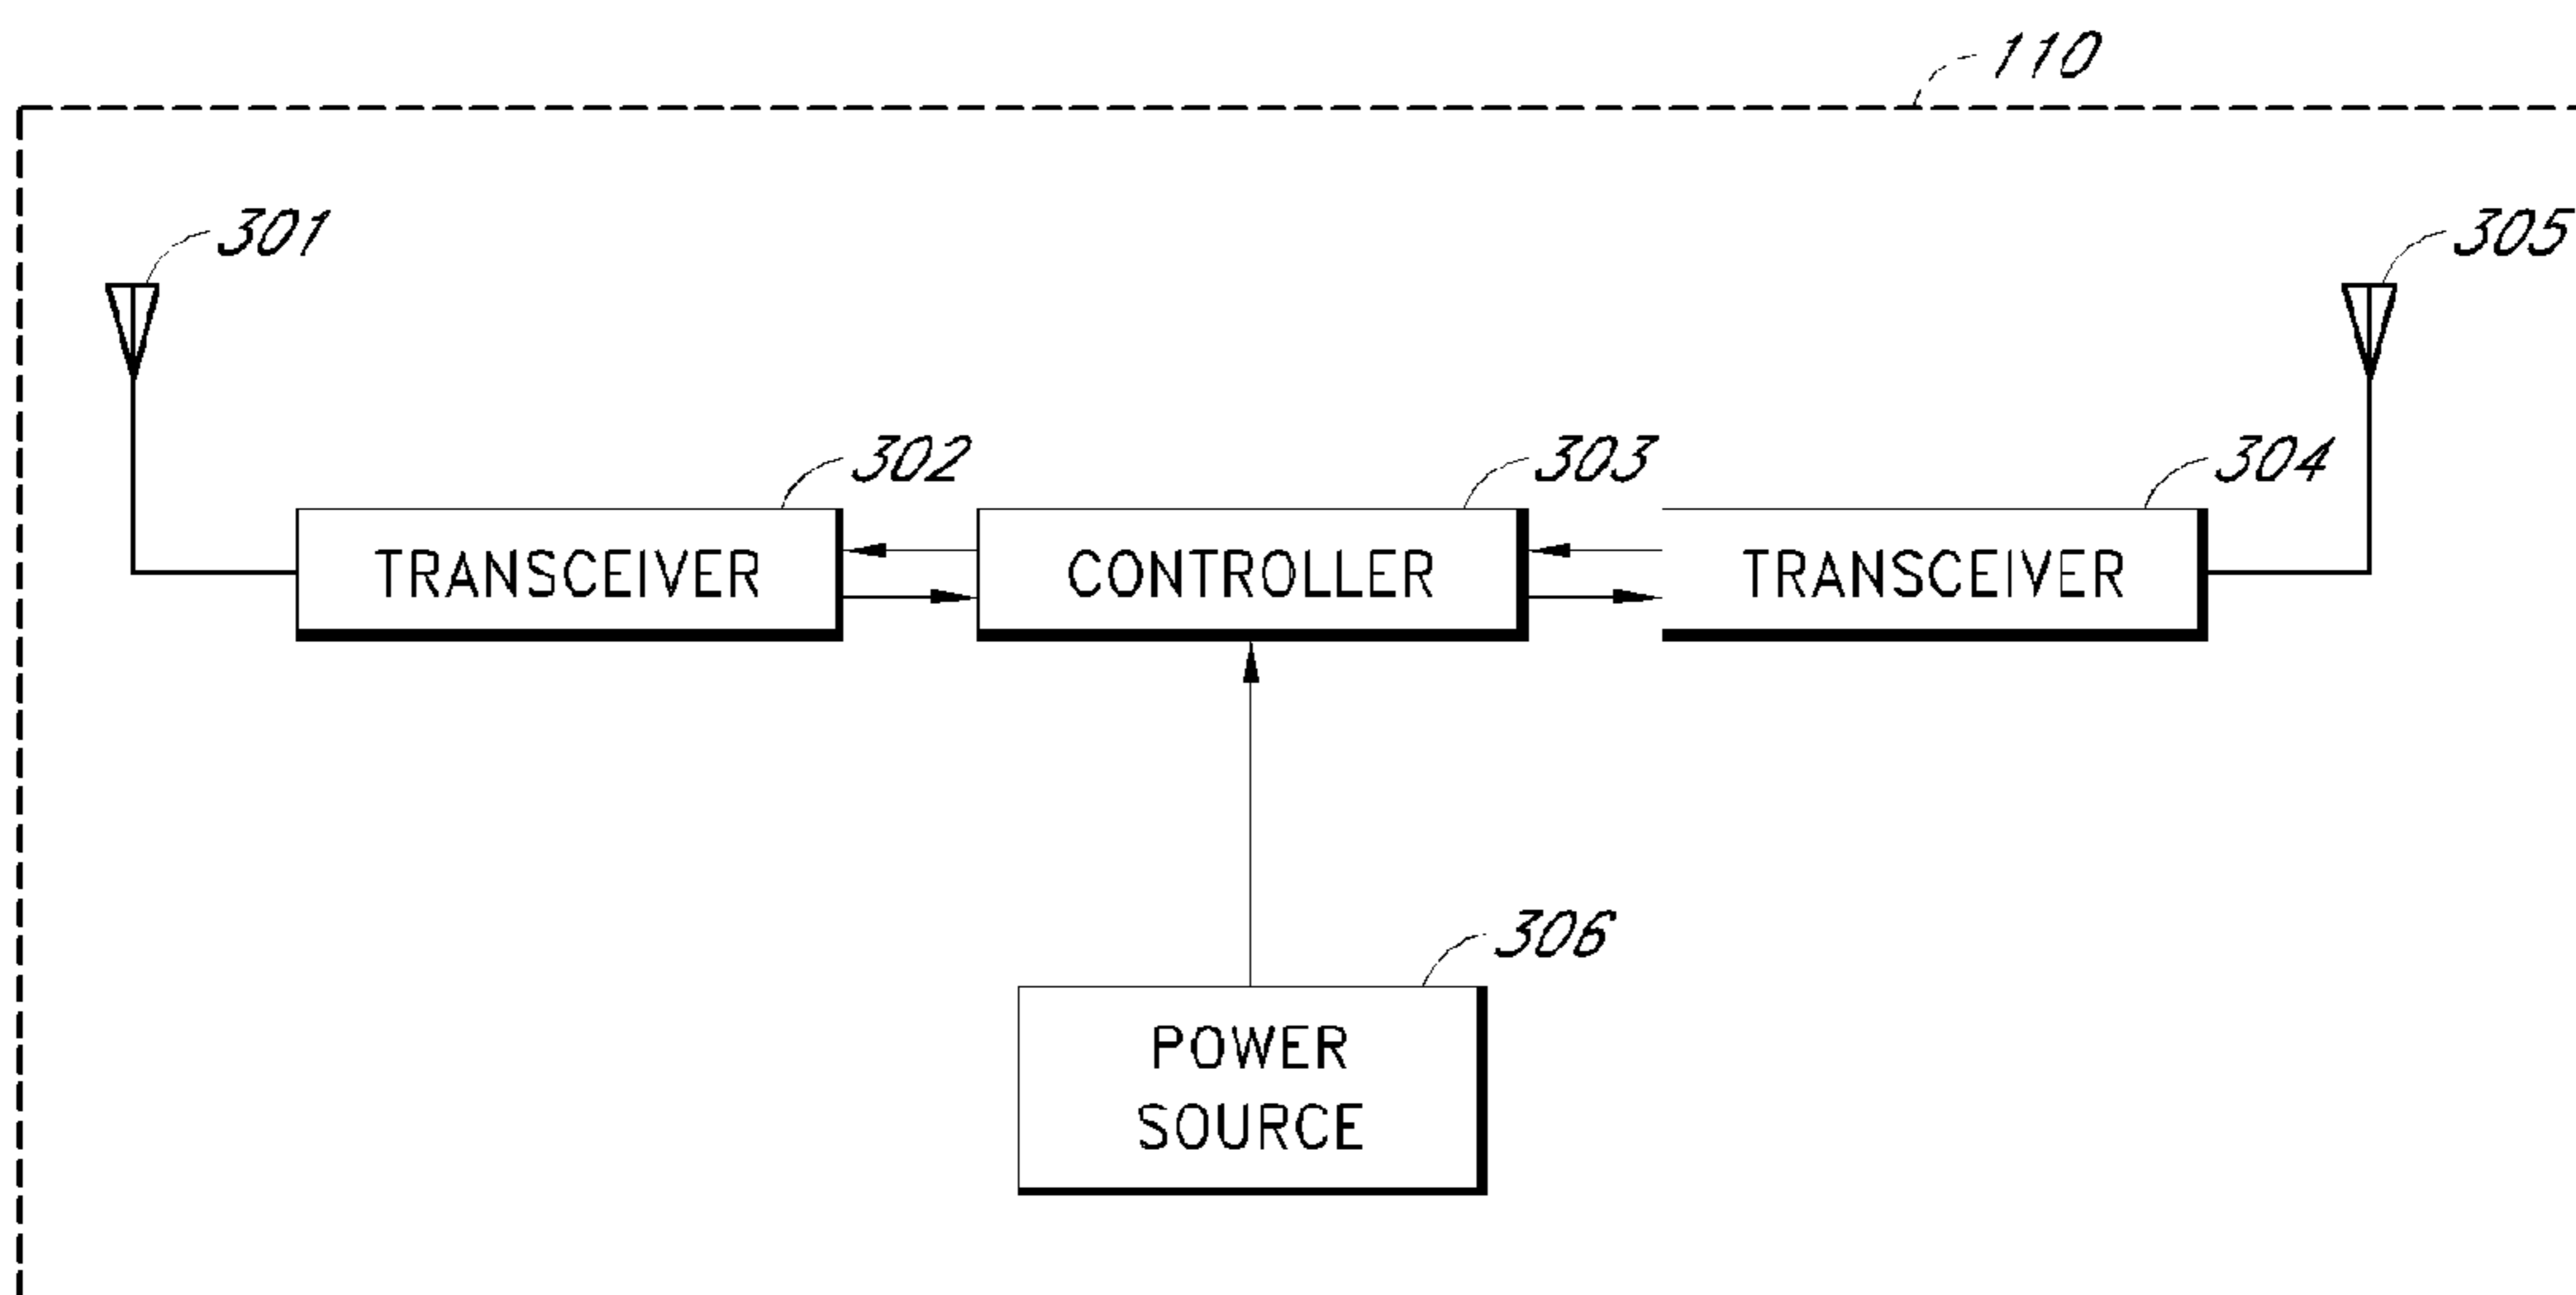 110
301
305
302
303
304
TRANSCEIVER
CONTROLLER
TRANSCEIVER
306
POWER
SOURCE